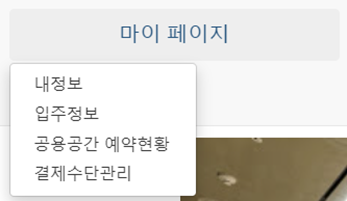 마이 페이지
내정보
입주정보
공용공간 예약현황
결제수단관리